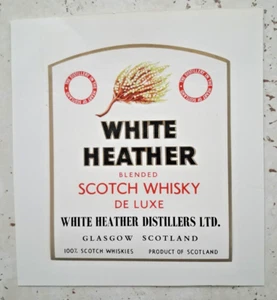 WHITE
HEATHER
BLENDED
SCOTCH WHISKY
DE LUXE
WHITE HEATHER DISTILLERS LTD.
GLASGOW SCOTLAND
100% SCOTCH WHISKIES PRODUCT OF SCOTLAND